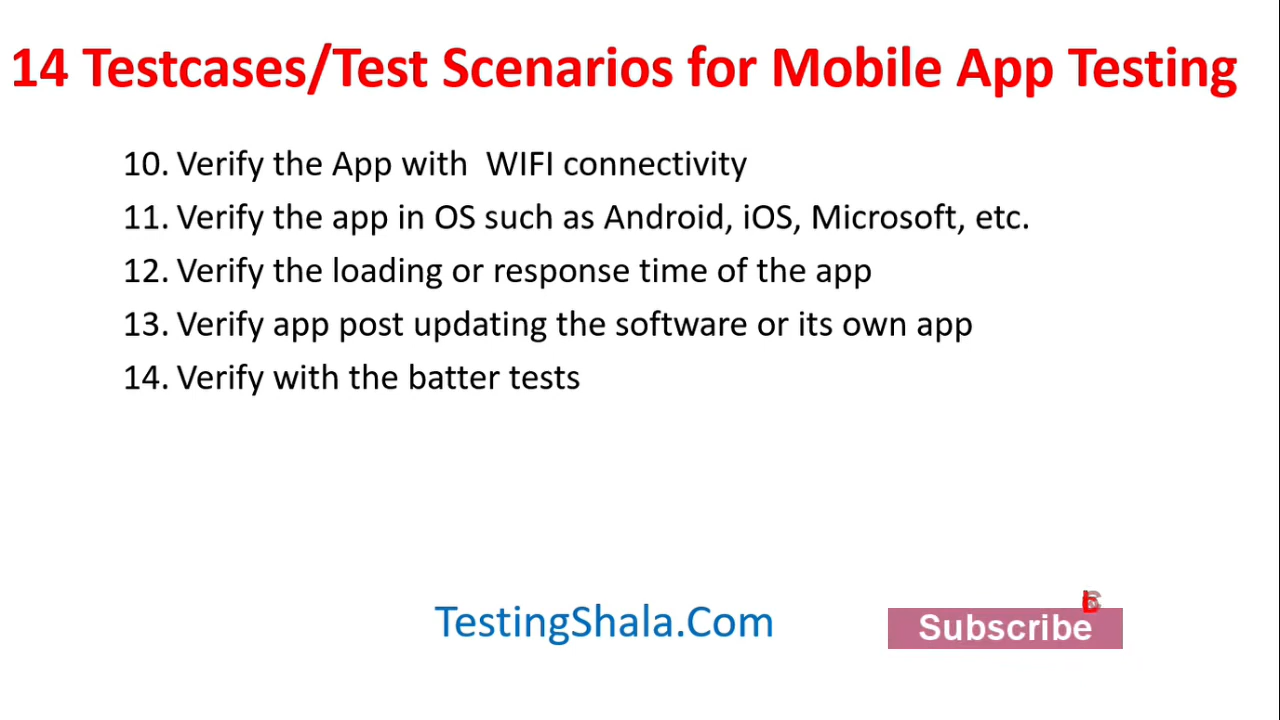 14 Testcases/Test Scenarios for Mobile App Testing
10. Verify the App with WIFI connectivity
11. Verify the app in OS such as Android, iOS, Microsoft, etc.
12. Verify the loading or response time of the app
13. Verify app post updating the software or its own app
14. Verify with the batter tests
TestingShala.Com
Subscribe